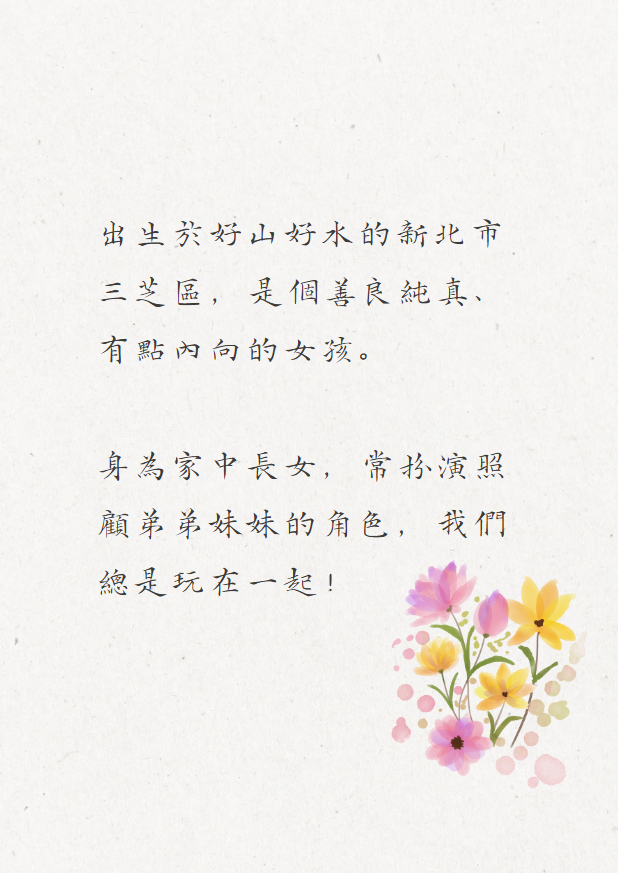 出生於好山好水的新北市
三芝區，是個善良純真、
有點內向的女孩。
身為家中長女，常扮演照
顧弟弟妹妹的角色，我們
總是玩在一起！